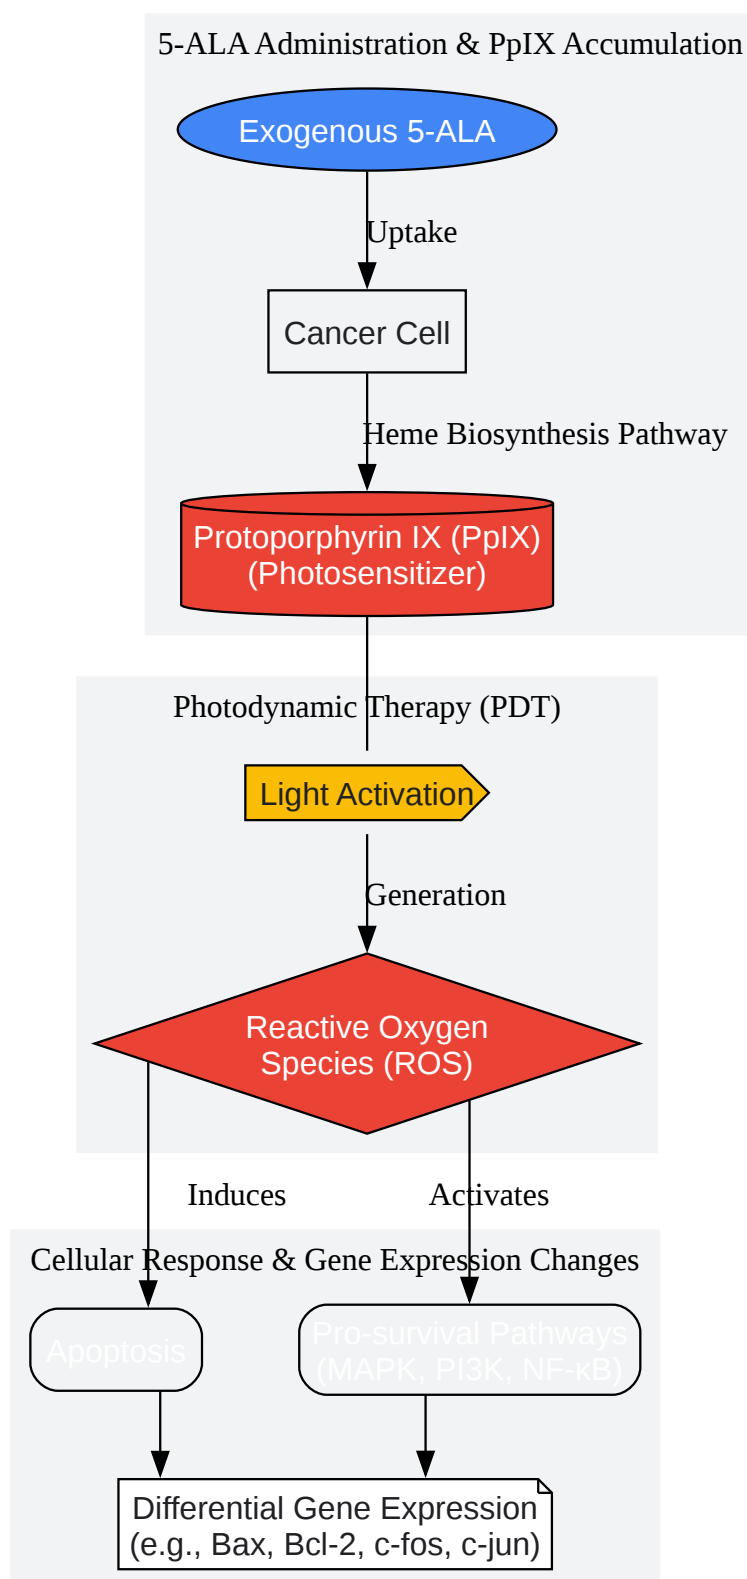 5-ALA Administration & PpIX Accumulation
Exogenous 5-ALA
Uptake
Cancer Cell
Heme Biosynthesis Pathway
Protoporphyrin IX (PpIX)
(Photosensitizer)
Photodynamic Therapy (PDT)
Light Activation
Generation
Reactive Oxygen
Species (ROS)
Induces
Activates
Cellular Response & Gene Expression Changes
Apoptosis
Pro-survival Pathways
(MAPK, PI3K, NF-κB)
Differential Gene Expression
(e.g., Bax, Bcl-2, c-fos, c-jun)